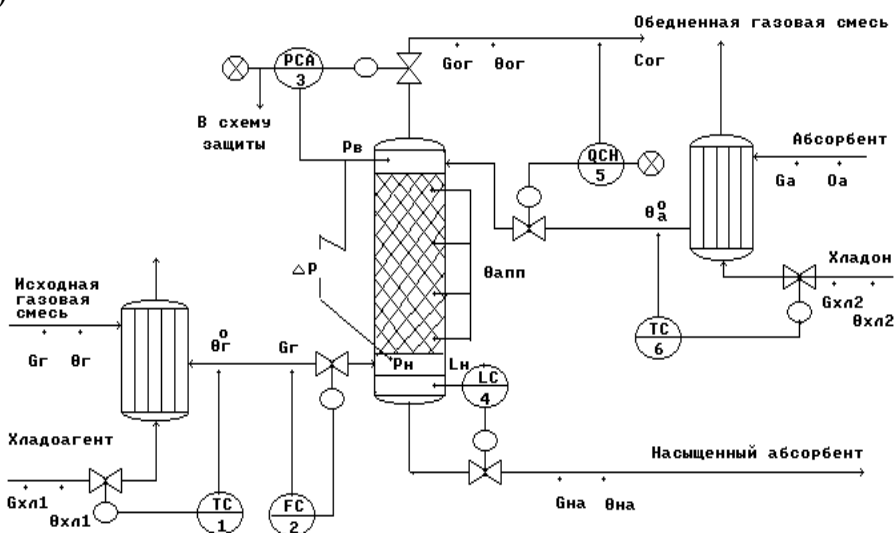 )
Обедненная газовая смесь
PCA
3
Gог
θог
Cог
В схему
защиты
Pв
QCH
5
Абсорбент
Ga
Oa
θ°a
ΔP
θапп
Хладон
Gхл2
θхл2
Исходная
газовая
смесь
θ°г
Gг
Gг
θг
TC
6
Pн
Lн
LC
4
Хладоагент
Насыщенный абсорбент
Gхл1
θхл1
TC
1
FC
2
Gна
θна